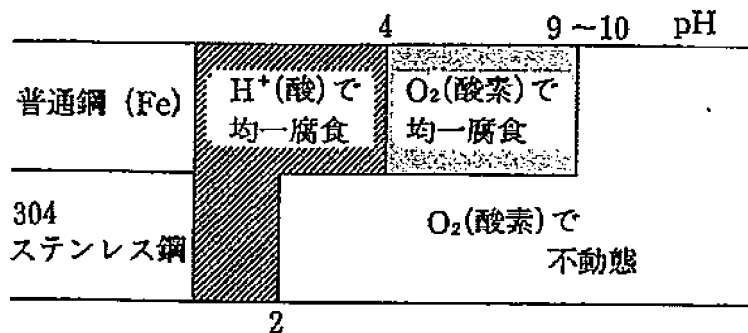 4
9～10
pH
普通鋼 (Fe)
H⁺(酸)で
均一腐食
O₂(酸素)で
均一腐食
304
ステンレス鋼
O₂(酸素)で
不動態
2